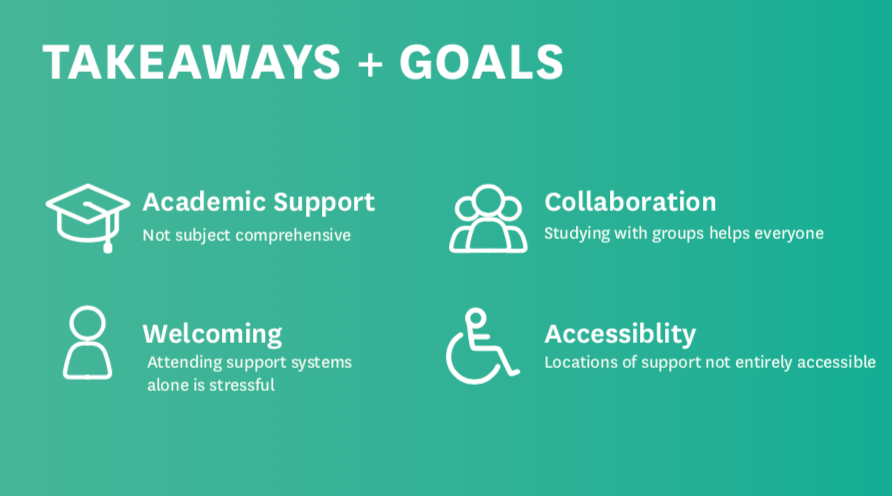 TAKEAWAYS + GOALS
Academic Support
Not subject comprehensive
Collaboration
Studying with groups helps everyone
Welcoming
Attending support systems
alone is stressful
Accessiblity
Locations of support not entirely accessible